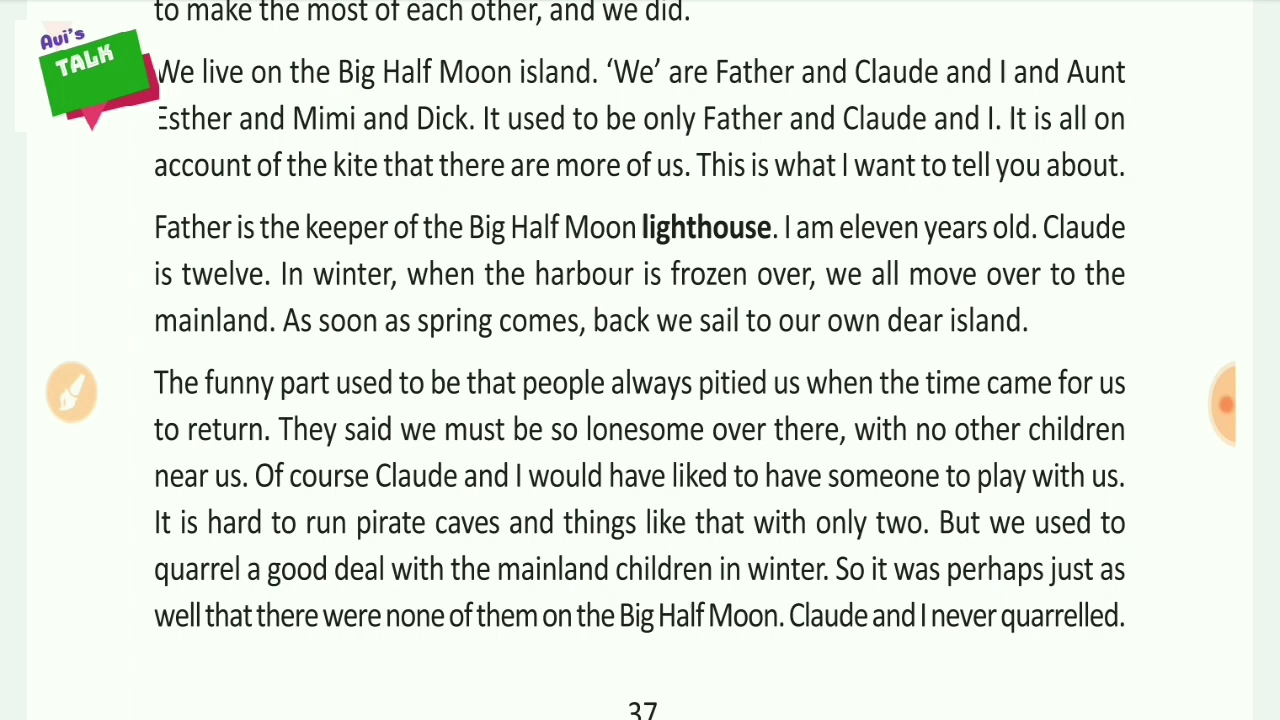 to make the most of each other, and we did.
Avi's
TALK
We live on the Big Half Moon island. ‘We’ are Father and Claude and I and Aunt
Esther and Mimi and Dick. It used to be only Father and Claude and I. It is all on
account of the kite that there are more of us. This is what I want to tell you about.
Father is the keeper of the Big Half Moon lighthouse. I am eleven years old. Claude
is twelve. In winter, when the harbour is frozen over, we all move over to the
mainland. As soon as spring comes, back we sail to our own dear island.
The funny part used to be that people always pitied us when the time came for us
to return. They said we must be so lonesome over there, with no other children
near us. Of course Claude and I would have liked to have someone to play with us.
It is hard to run pirate caves and things like that with only two. But we used to
quarrel a good deal with the mainland children in winter. So it was perhaps just as
well that there were none of them on the Big Half Moon. Claude and I never quarrelled.
37